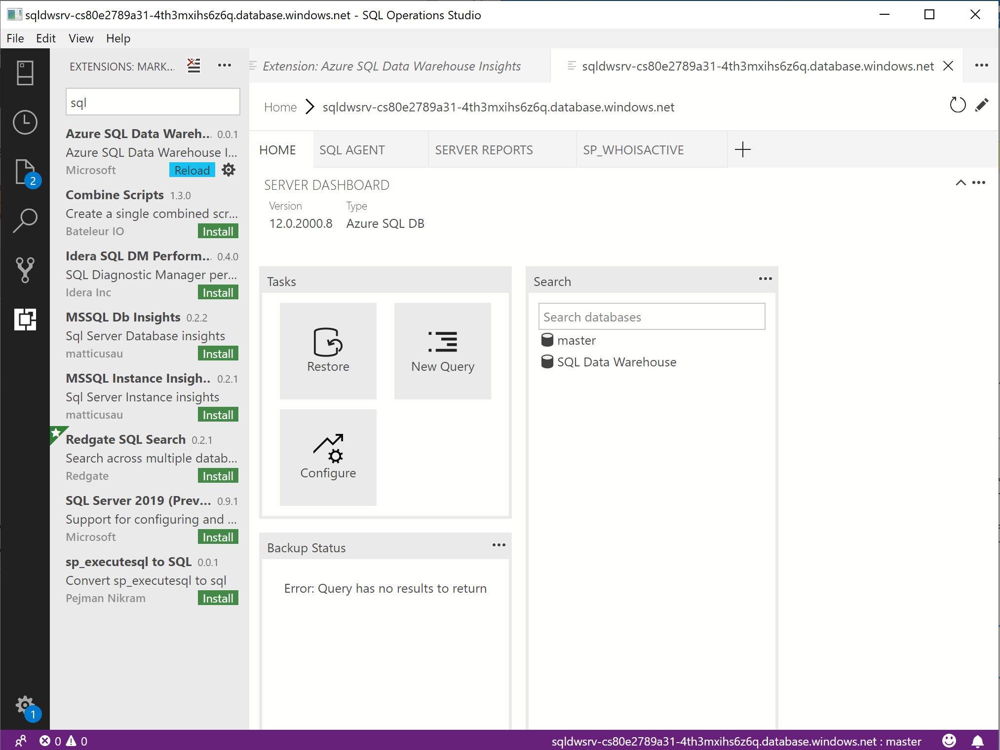 sqldwsrv-cs80e2789a31-4th3mxihs6z6q.database.windows.net - SQL Operations Studio
File Edit View Help
EXTENSIONS: MARK...
sql
Azure SQL Data Wareh... 0.0.1
Azure SQL Data Warehouse I...
Microsoft Reload
Combine Scripts 1.3.0
Create a single combined scr...
Bateleur IO Install
Idera SQL DM Perform... 0.4.0
SQL Diagnostic Manager per...
Idera Inc Install
MSSQL Db Insights 0.2.2
Sql Server Database insights
matticusau Install
MSSQL Instance Insigh.. 0.2.1
Sql Server Instance insights
matticusau Install
Redgate SQL Search 0.2.1
Search across multiple datab...
Redgate Install
SQL Server 2019 (Prev... 0.9.1
Support for configuring and ...
Microsoft Install
sp_executesql to SQL 0.0.1
Convert sp_executesql to sql
Pejman Nikram Install
2
1
Extension: Azure SQL Data Warehouse Insights
sqldwsrv-cs80e2789a31-4th3mxihs6z6q.database.windows.net
Home sqldwsrv-cs80e2789a31-4th3mxihs6z6q.database.windows.net
HOME SQL AGENT SERVER REPORTS SP_WHOISACTIVE
SERVER DASHBOARD
Version Type
12.0.2000.8 Azure SQL DB
Tasks
Restore
New Query
Configure
Search
Search databases
master
SQL Data Warehouse
Backup Status
Error: Query has no results to return
0 0
sqldwsrv-cs80e2789a31-4th3mxihs6z6q.database.windows.net : master